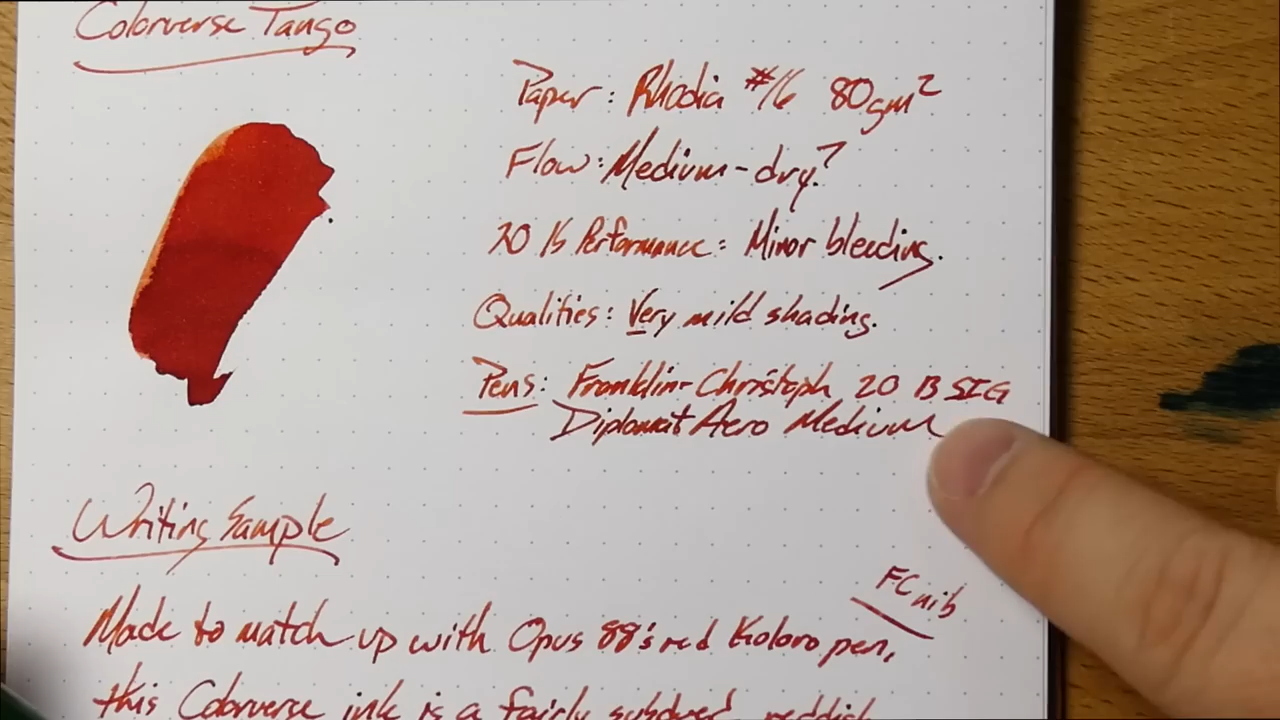 Colorverse Tango
Paper: Rhodia #16 80gm²
Flow: Medium-dry?
20 lb Performance: Minor bleeding.
Qualities: Very mild shading.
Pens: Franklin-Christoph 20 B SIG
Diplomat Aero Medium
Writing Sample
FC nib
Made to match up with Opus 88's red Koloro pen,
this Colorverse ink is a fairly subdued, reddish